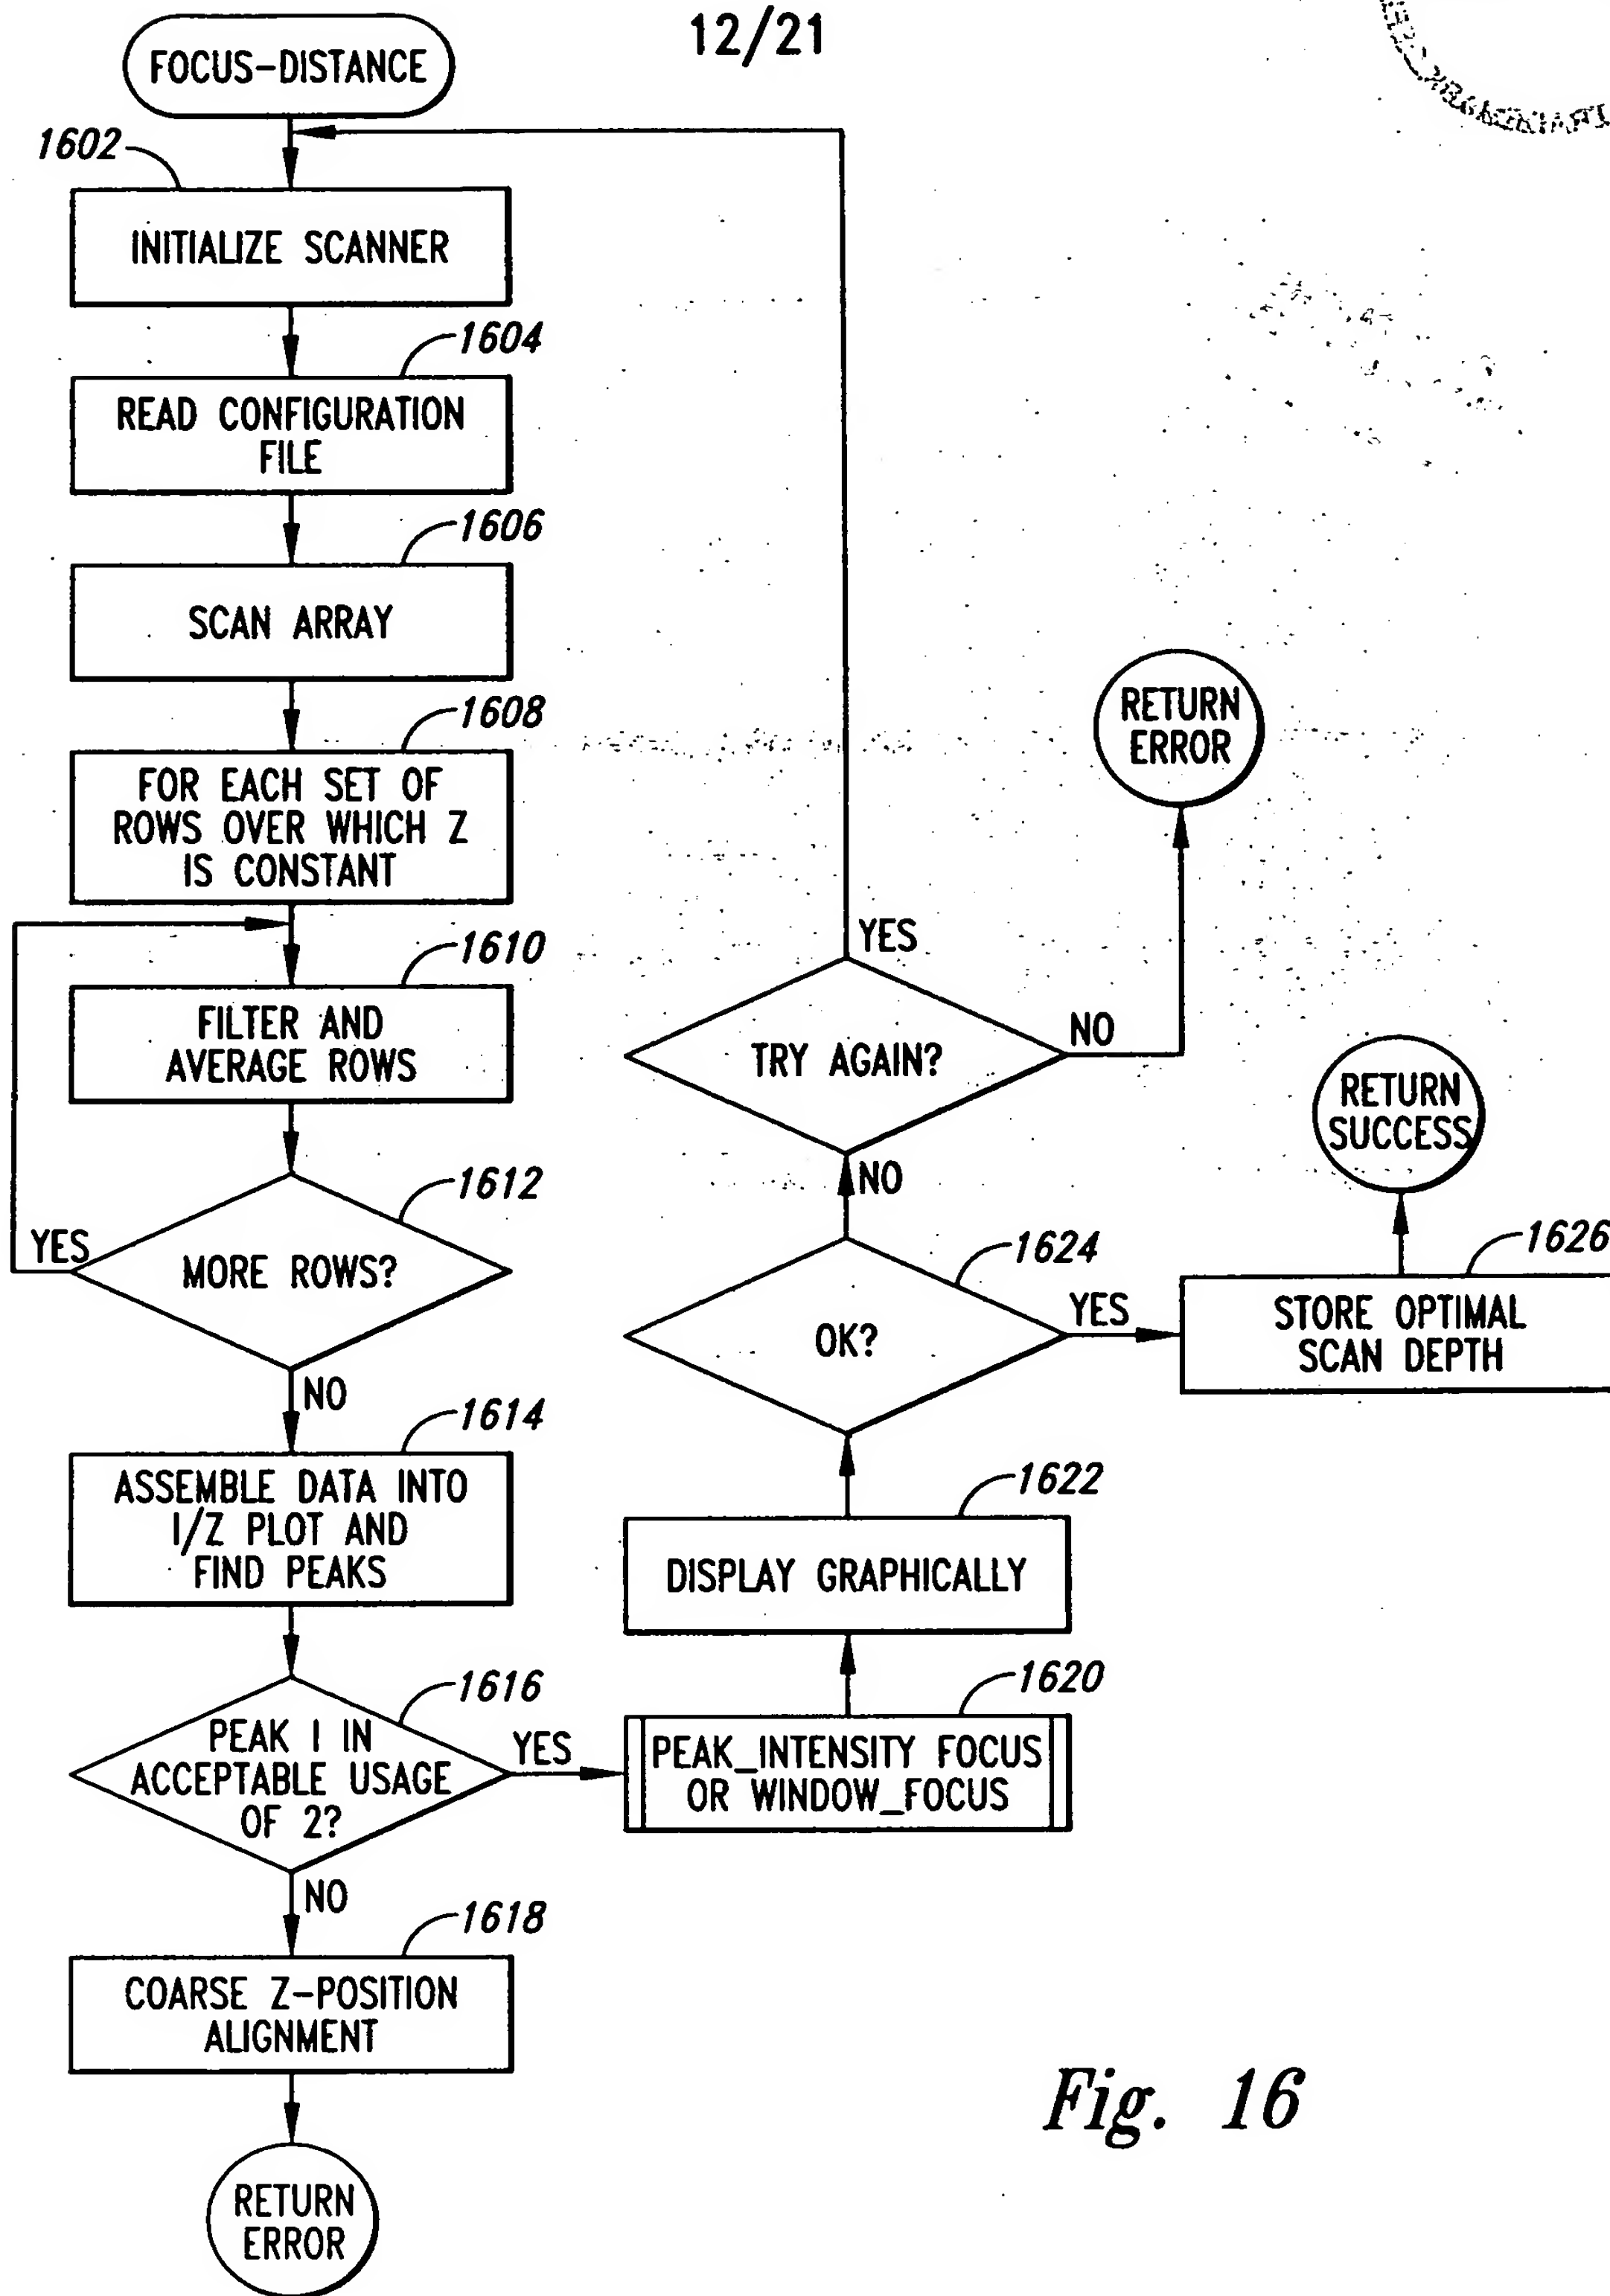 12/21
FOCUS-DISTANCE
1602
INITIALIZE SCANNER
1604
READ CONFIGURATION
FILE
1606
SCAN ARRAY
1608
FOR EACH SET OF
ROWS OVER WHICH Z
IS CONSTANT
1610
FILTER AND
AVERAGE ROWS
1612
MORE ROWS?
YES
NO
1614
ASSEMBLE DATA INTO
I/Z PLOT AND
FIND PEAKS
1616
PEAK I IN
ACCEPTABLE USAGE
OF 2?
YES
NO
1618
COARSE Z-POSITION
ALIGNMENT
RETURN
ERROR
1620
PEAK_INTENSITY FOCUS
OR WINDOW_FOCUS
1622
DISPLAY GRAPHICALLY
1624
OK?
YES
NO
1626
STORE OPTIMAL
SCAN DEPTH
RETURN
SUCCESS
TRY AGAIN?
YES
NO
RETURN
ERROR
Fig. 16